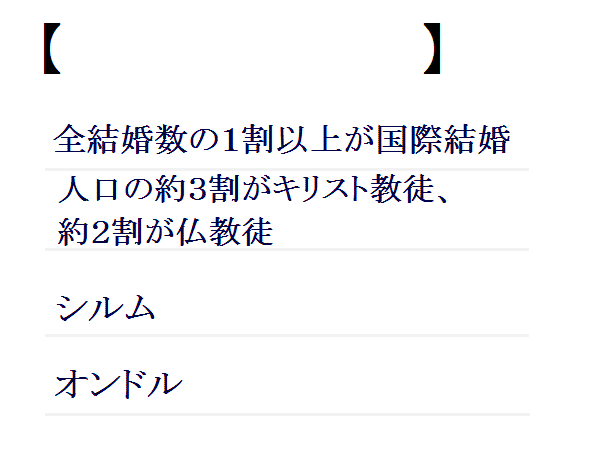 【 】
全結婚数の1割以上が国際結婚
人口の約3割がキリスト教徒、
約2割が仏教徒
シルム
オンドル